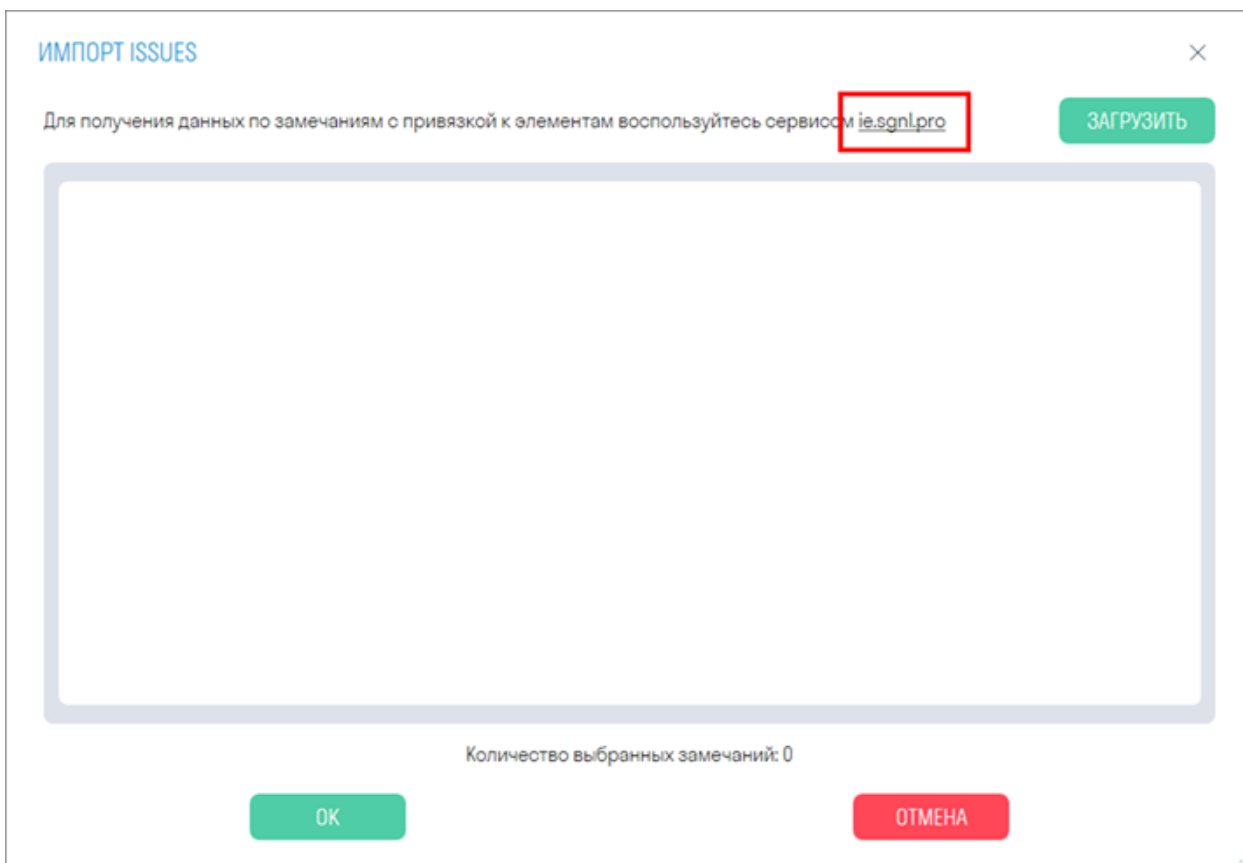 ИМПОРТ ISSUES
Для получения данных по замечаниям с привязкой к элементам воспользуйтесь сервисом ie.sgnl.pro
ЗАГРУЗИТЬ
Количество выбранных замечаний: 0
ОК
ОТМЕНА